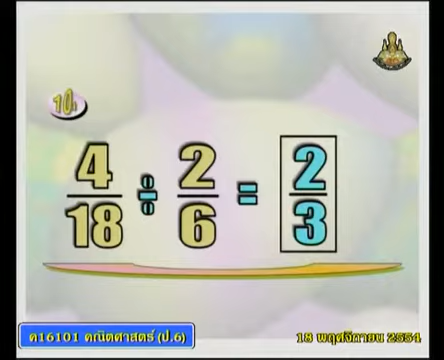 10.
4/18 ÷ 2/6 = 2/3
ค16101 คณิตศาสตร์ (ป.6)
18 พฤศจิกายน 2554